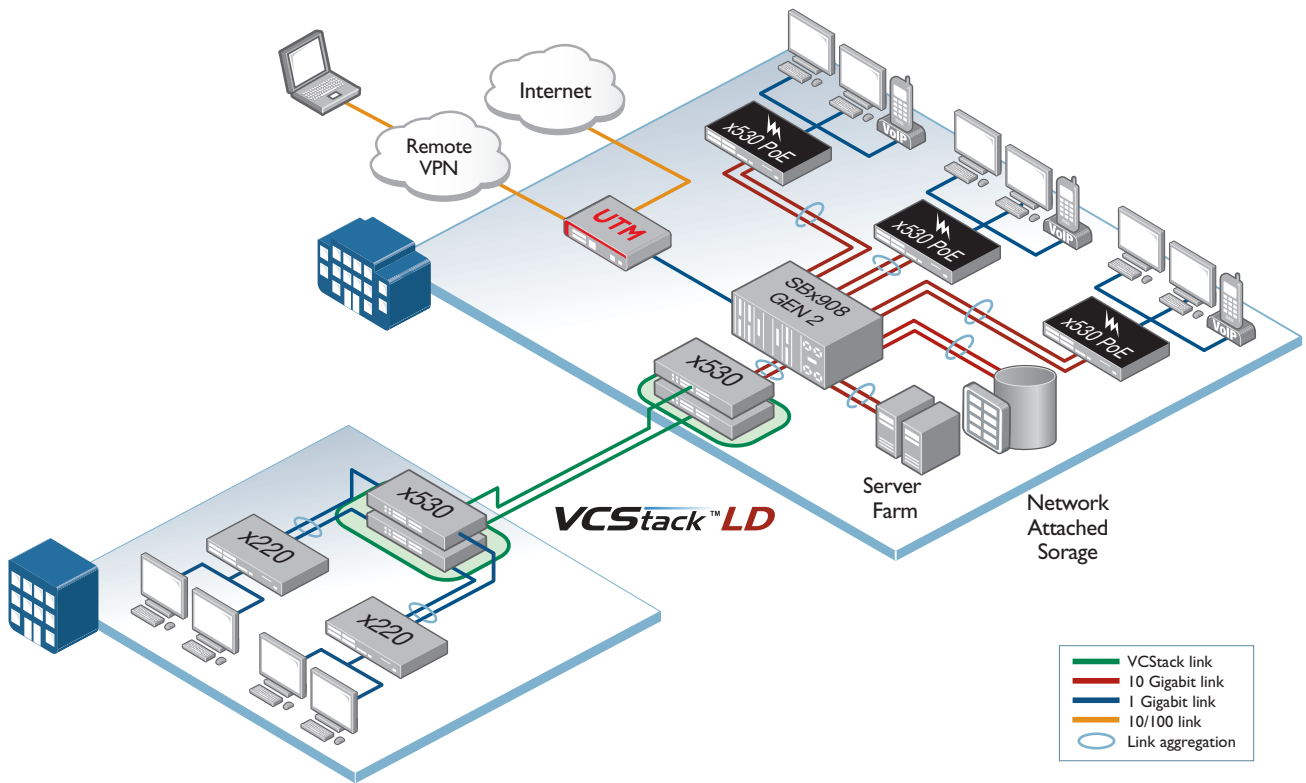 Internet
Remote
VPN
UTM
x530 PoE
VoIP
x530 PoE
VoIP
x530 PoE
VoIP
SBx908
GEN 2
x530
Server
Farm
Network
Attached
Sorage
x530
VCStack™ LD
x220
x220
VCStack link
10 Gigabit link
1 Gigabit link
10/100 link
Link aggregation